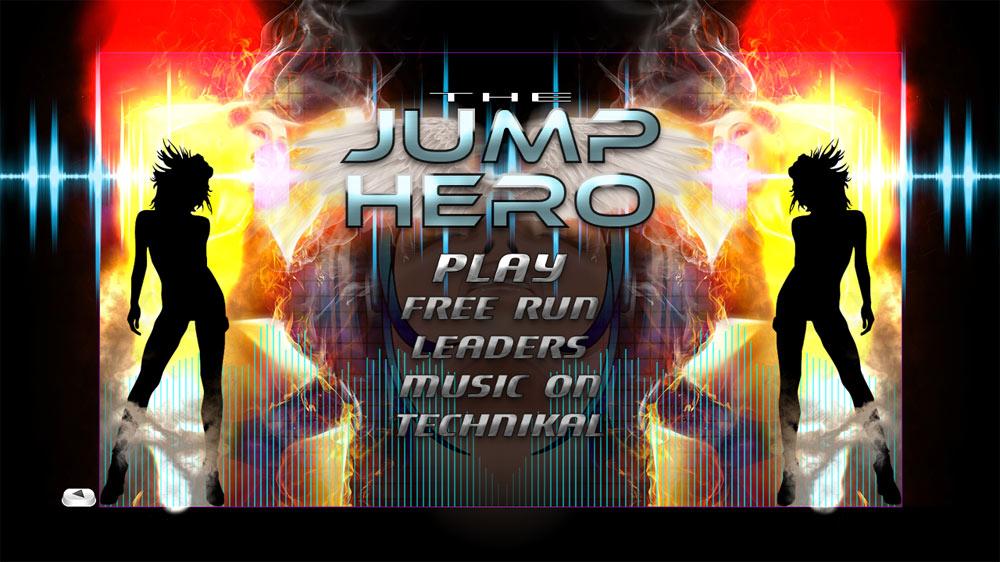 THE
JUMP
HERO
PLAY
FREE RUN
LEADERS
MUSIC ON
TECHNIKAL